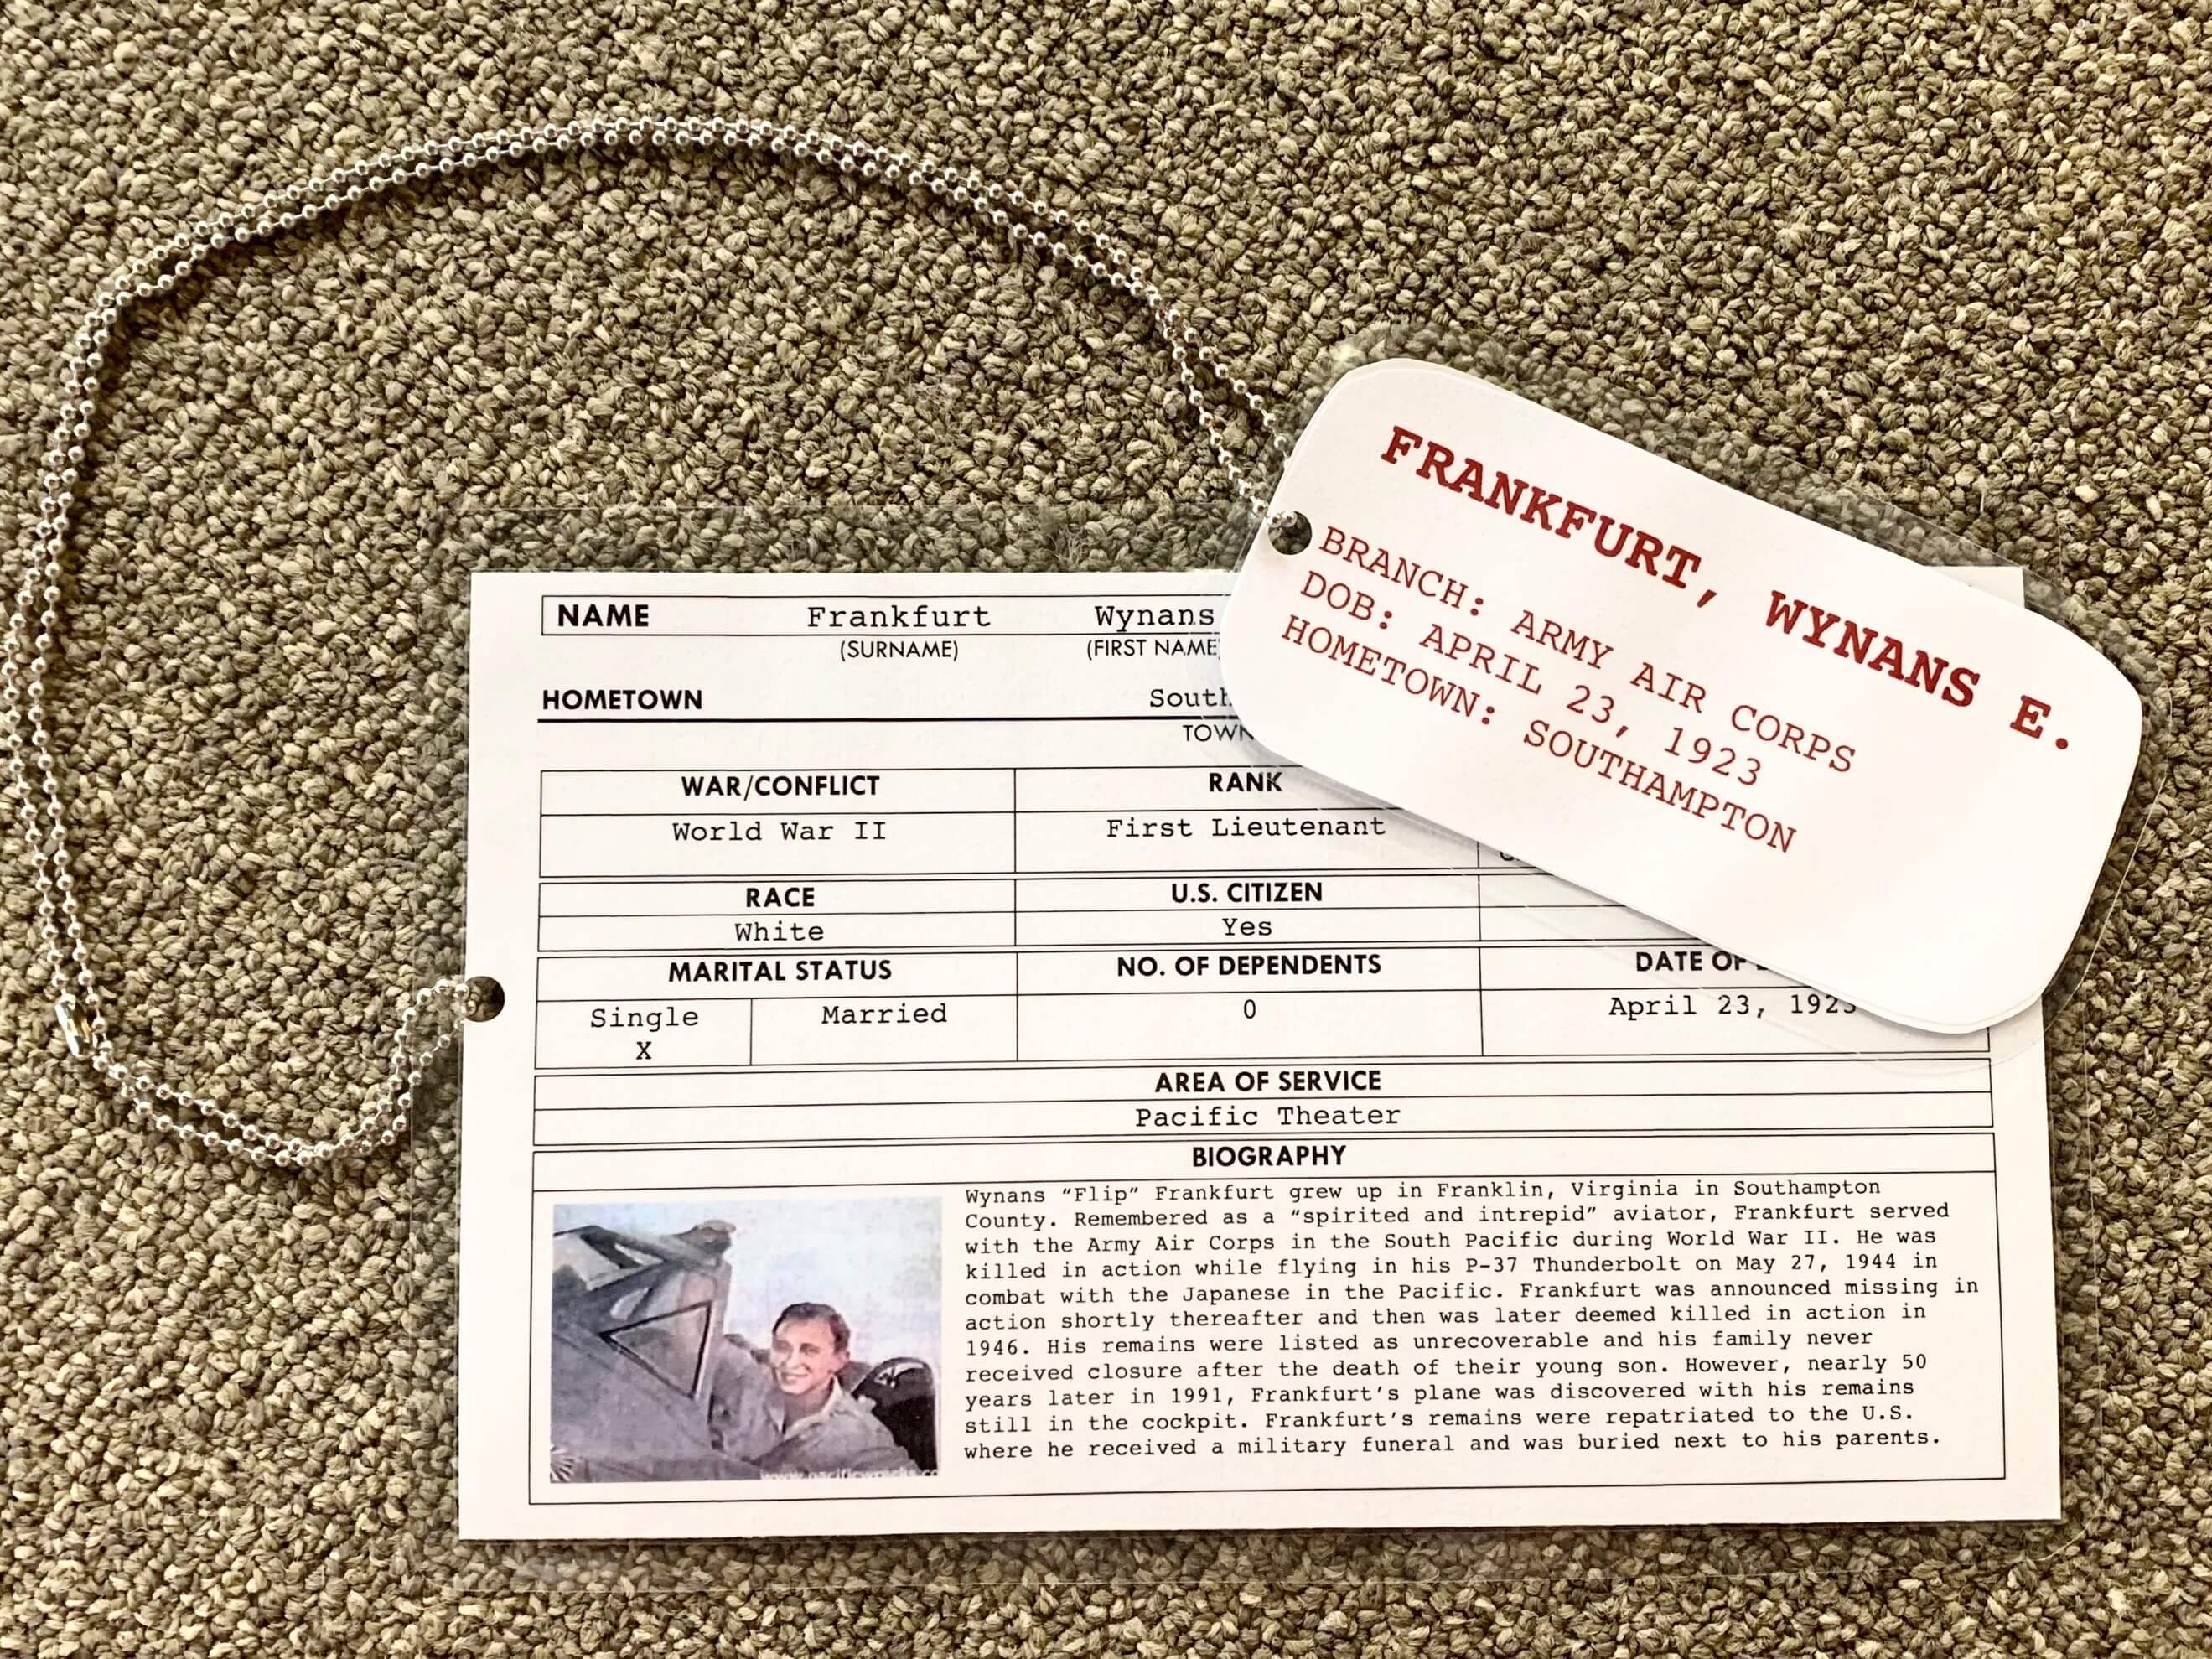 FRANKFURT, WYNANS E.
BRANCH: ARMY AIR CORPS
DOB: APRIL 23, 1923
HOMETOWN: SOUTHAMPTON
NAME Frankfurt Wynans
(SURNAME) (FIRST NAME
HOMETOWN South
TOWN
WAR/CONFLICT RANK
World War II First Lieutenant
RACE U.S. CITIZEN
White Yes
MARITAL STATUS NO. OF DEPENDENTS DATE OF
Single Married 0 April 23, 1923
X
AREA OF SERVICE
Pacific Theater
BIOGRAPHY
Wynans “Flip” Frankfurt grew up in Franklin, Virginia in Southampton
County. Remembered as a “spirited and intrepid” aviator, Frankfurt served
with the Army Air Corps in the South Pacific during World War II. He was
killed in action while flying in his P-37 Thunderbolt on May 27, 1944 in
combat with the Japanese in the Pacific. Frankfurt was announced missing in
action shortly thereafter and then was later deemed killed in action in
1946. His remains were listed as unrecoverable and his family never
received closure after the death of their young son. However, nearly 50
years later in 1991, Frankfurt’s plane was discovered with his remains
still in the cockpit. Frankfurt’s remains were repatriated to the U.S.
where he received a military funeral and was buried next to his parents.